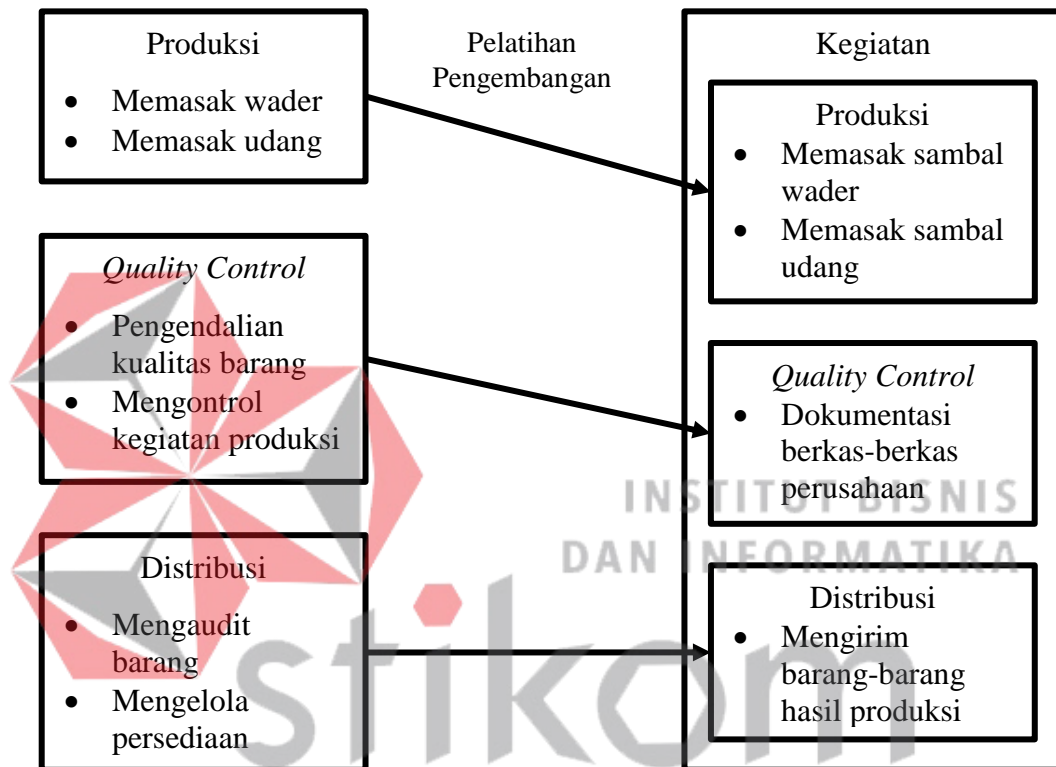 Produksi
• Memasak wader
• Memasak udang
Pelatihan
Pengembangan
Kegiatan
Produksi
• Memasak sambal
wader
• Memasak sambal
udang
Quality Control
• Pengendalian
kualitas barang
• Mengontrol
kegiatan produksi
Quality Control
• Dokumentasi
berkas-berkas
perusahaan
Distribusi
• Mengaudit
barang
• Mengelola
persediaan
Distribusi
• Mengirim
barang-barang
hasil produksi
INSTITUT BISNIS
DAN INFORMATIKA
stikom